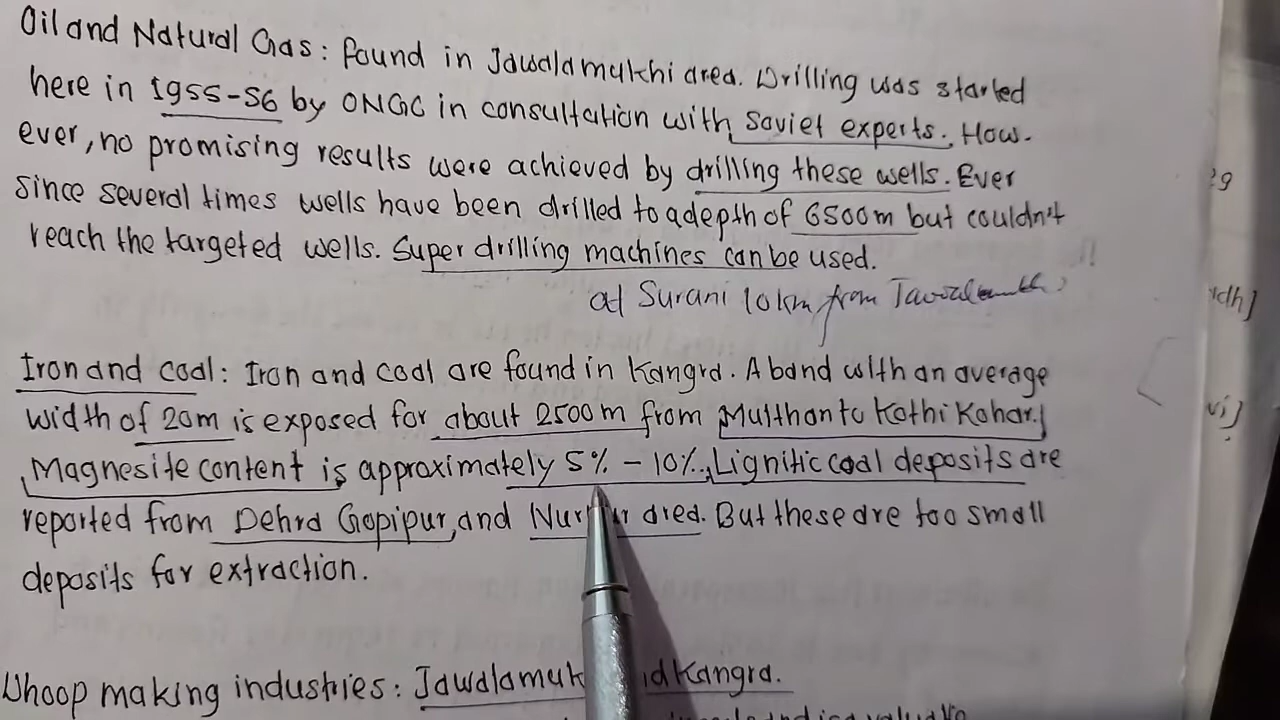 Oil and Natural Gas: found in Jawalamukhi area. Drilling was started
here in 1955-56 by ONGC in consultation with Soviet experts. How-
ever, no promising results were achieved by drilling these wells. Ever
since several times wells have been drilled to a depth of 6500m but couldn't
reach the targeted wells. Super drilling machines can be used.
at Surani 10km from
Iron and coal: Iron and coal are found in Kangra. A band with an average
width of 20m is exposed for about 2500m from Multhan to Kothi Kohar.
Magnesite content is approximately 5% - 10%. Lignitic coal deposits are
reported from Dehra Gopipur, and area. But these are too small
deposits for extraction.
Dhoop making industries: Kangra.